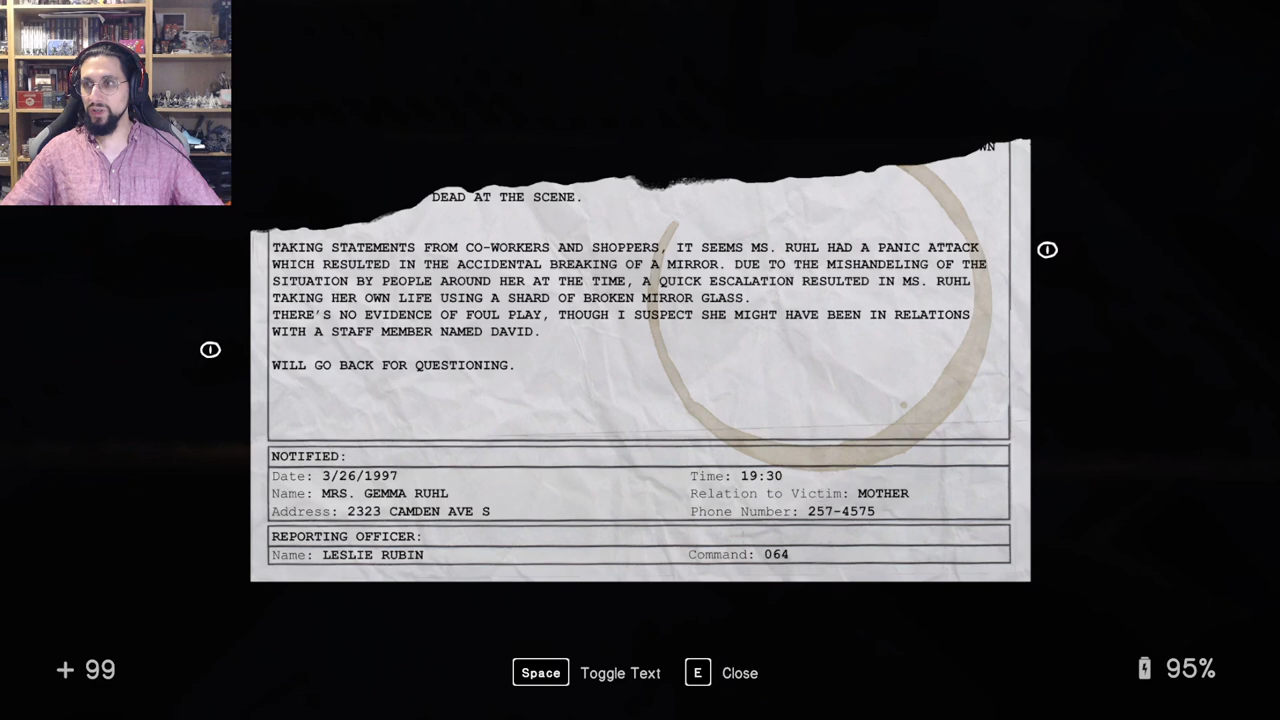 DEAD AT THE SCENE.
TAKING STATEMENTS FROM CO-WORKERS AND SHOPPERS, IT SEEMS MS. RUHL HAD A PANIC ATTACK
WHICH RESULTED IN THE ACCIDENTAL BREAKING OF A MIRROR. DUE TO THE MISHANDELING OF THE
SITUATION BY PEOPLE AROUND HER AT THE TIME, A QUICK ESCALATION RESULTED IN MS. RUHL
TAKING HER OWN LIFE USING A SHARD OF BROKEN MIRROR GLASS.
THERE'S NO EVIDENCE OF FOUL PLAY, THOUGH I SUSPECT SHE MIGHT HAVE BEEN IN RELATIONS
WITH A STAFF MEMBER NAMED DAVID.
WILL GO BACK FOR QUESTIONING.
NOTIFIED:
Date: 3/26/1997 Time: 19:30
Name: MRS. GEMMA RUHL Relation to Victim: MOTHER
Address: 2323 CAMDEN AVE S Phone Number: 257-4575
REPORTING OFFICER:
Name: LESLIE RUBIN Command: 064
+ 99 Space Toggle Text E Close 95%